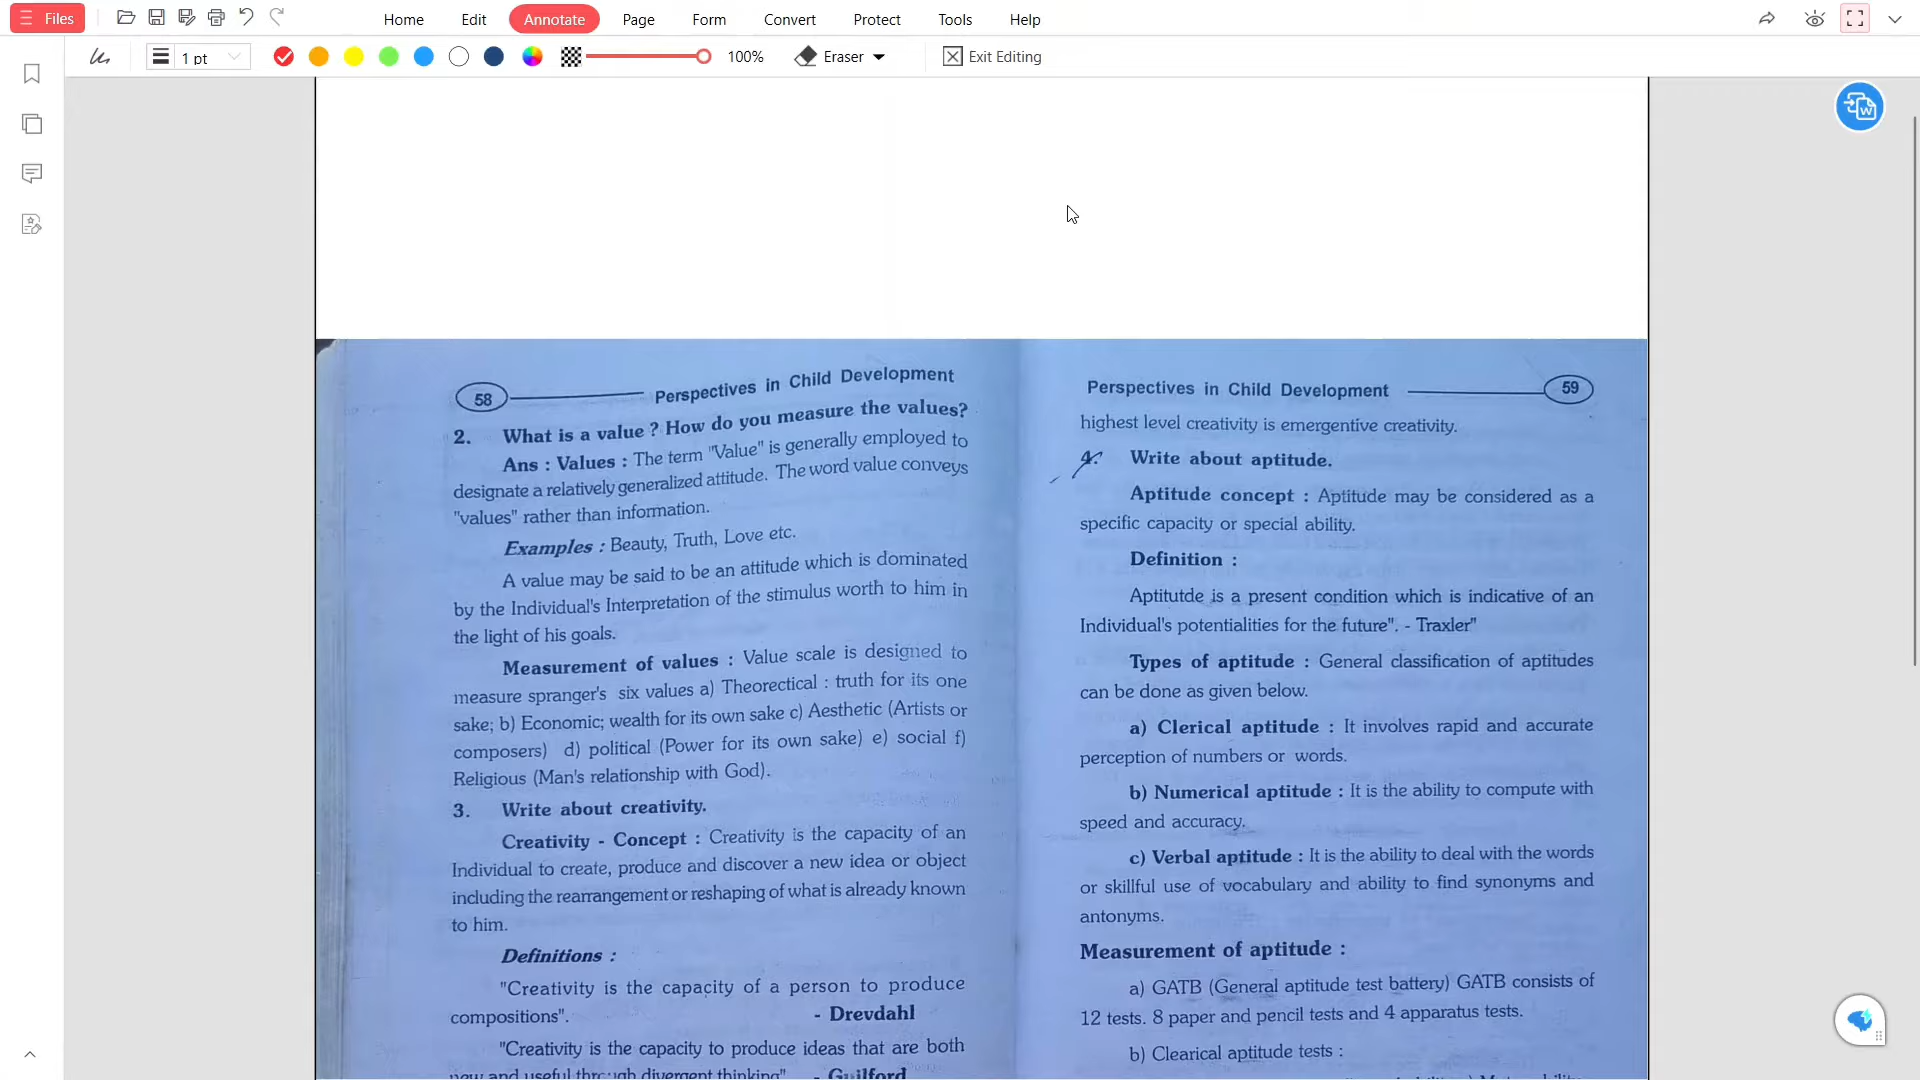 Files
Home
Edit
Annotate
Page
Form
Convert
Protect
Tools
Help
1 pt
100%
Eraser
Exit Editing
58
Perspectives in Child Development
2. What is a value ? How do you measure the values?
Ans : Values : The term "Value" is generally employed to
designate a relatively generalized attitude. The word value conveys
"values" rather than information.
Examples : Beauty, Truth, Love etc.
A value may be said to be an attitude which is dominated
by the Individual's Interpretation of the stimulus worth to him in
the light of his goals.
Measurement of values : Value scale is designed to
measure spranger's six values a) Theorectical : truth for its one
sake; b) Economic; wealth for its own sake c) Aesthetic (Artists or
composers) d) political (Power for its own sake) e) social f)
Religious (Man's relationship with God).
3. Write about creativity.
Creativity - Concept : Creativity is the capacity of an
Individual to create, produce and discover a new idea or object
including the rearrangement or reshaping of what is already known
to him.
Definitions :
"Creativity is the capacity of a person to produce
compositions".
- Drevdahl
"Creativity is the capacity to produce ideas that are both
new and useful through divergent thinking" - Guilford
Perspectives in Child Development
59
highest level creativity is emergentive creativity.
4. Write about aptitude.
Aptitude concept : Aptitude may be considered as a
specific capacity or special ability.
Definition :
Aptitutde is a present condition which is indicative of an
Individual's potentialities for the future". - Traxler"
Types of aptitude : General classification of aptitudes
can be done as given below.
a) Clerical aptitude : It involves rapid and accurate
perception of numbers or words.
b) Numerical aptitude : It is the ability to compute with
speed and accuracy.
c) Verbal aptitude : It is the ability to deal with the words
or skillful use of vocabulary and ability to find synonyms and
antonyms.
Measurement of aptitude :
a) GATB (General aptitude test battery) GATB consists of
12 tests. 8 paper and pencil tests and 4 apparatus tests.
b) Clearical aptitude tests :